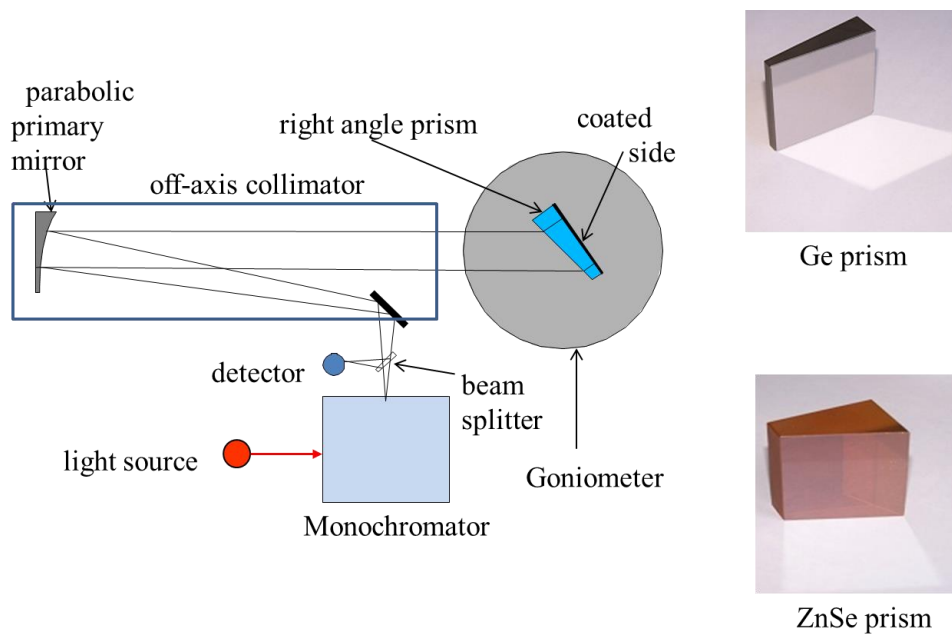 parabolic
primary
mirror
off-axis collimator
right angle prism
coated
side
Ge prism
detector
beam
splitter
light source
Goniometer
Monochromator
ZnSe prism